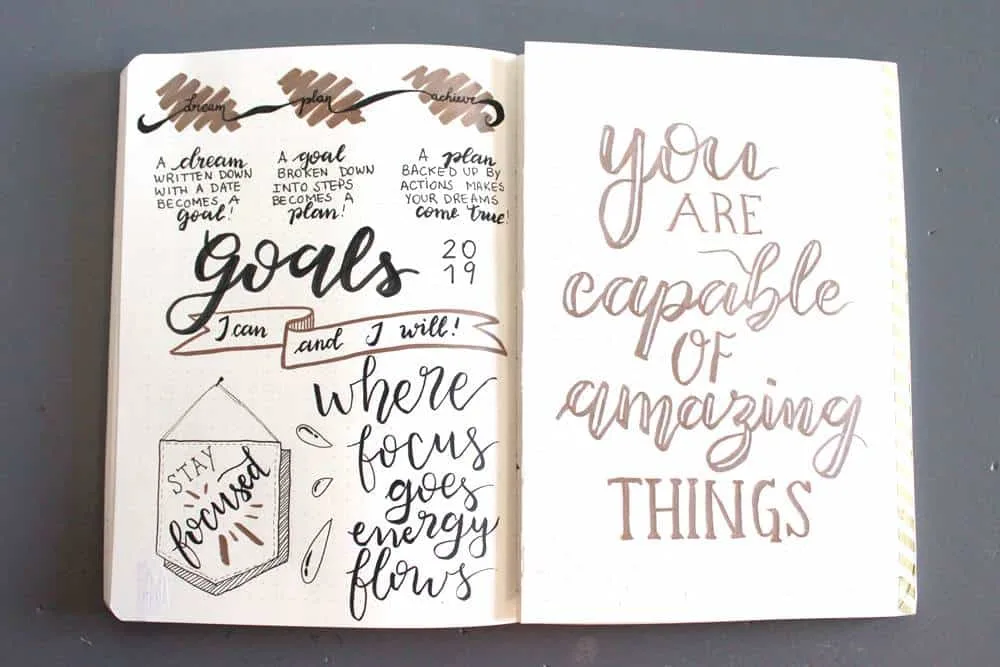 dream plan achieve
A dream
WRITTEN DOWN
WITH A DATE
BECOMES A
goal!
A goal
BROKEN DOWN
INTO STEPS
BECOMES A
plan!
A plan
BACKED UP BY
ACTIONS MAKES
YOUR DREAMS
come true!
goals
20
19
I can and I will!
STAY
focused
where
focus
goes
energy
flows
you
ARE
capable
OF
amazing
THINGS